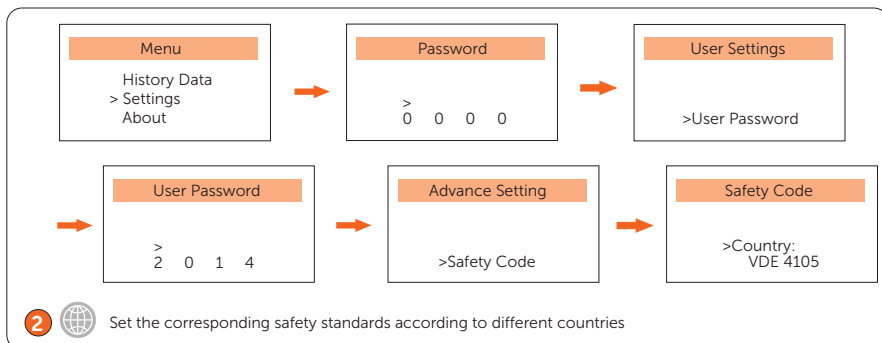 Menu
History Data
> Settings
About
Password
>
0 0 0 0
User Settings
>User Password
User Password
>
2 0 1 4
Advance Setting
>Safety Code
Safety Code
>Country:
VDE 4105
2 Set the corresponding safety standards according to different countries